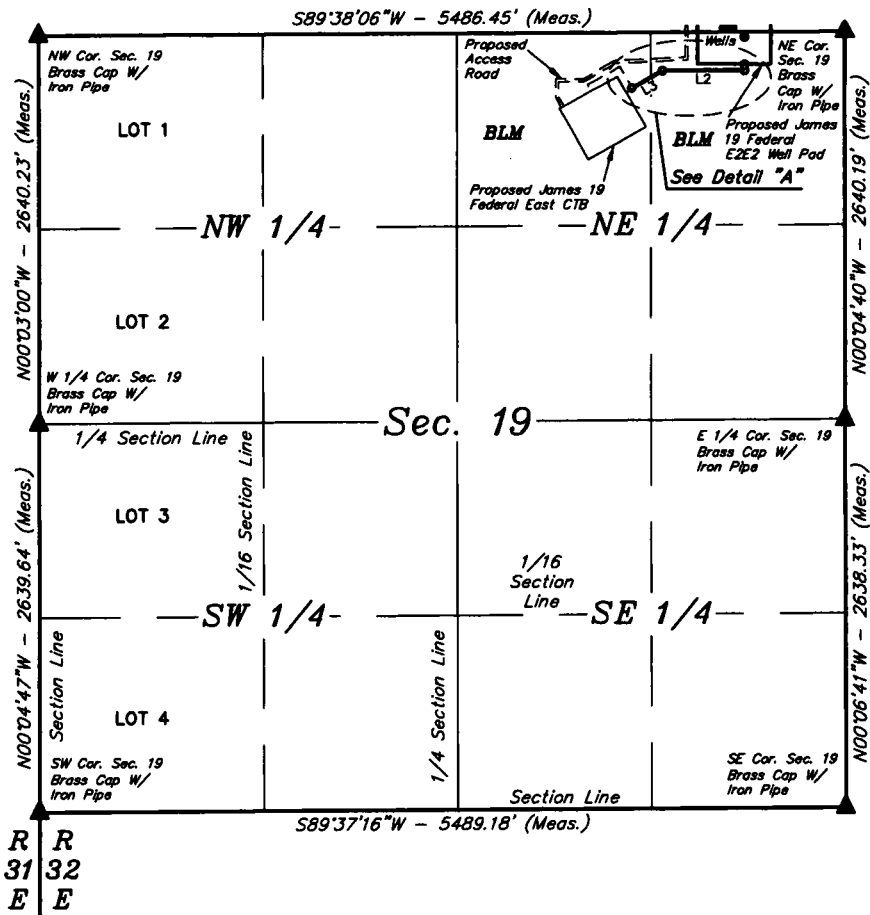 S89°38'06"W - 5486.45' (Meas.)
NW Cor. Sec. 19
Brass Cap W/
Iron Pipe
Proposed
Access
Road
Wells
NE Cor.
Sec. 19
Brass
Cap W/
Iron Pipe
L2
L3
LOT 1
BLM
BLM
Proposed James
19 Federal
E2E2 Well Pad
See Detail "A"
Proposed James 19
Federal East CTB
N00°03'00"W - 2640.23' (Meas.)
N00°04'40"W - 2640.19' (Meas.)
NW 1/4
NE 1/4
LOT 2
W 1/4 Cor. Sec. 19
Brass Cap W/
Iron Pipe
Sec. 19
1/4 Section Line
E 1/4 Cor. Sec. 19
Brass Cap W/
Iron Pipe
1/16 Section Line
LOT 3
1/16
Section
Line
N00°04'47"W - 2639.64' (Meas.)
N00°06'41"W - 2638.33' (Meas.)
SW 1/4
SE 1/4
Section Line
LOT 4
1/4 Section Line
SW Cor. Sec. 19
Brass Cap W/
Iron Pipe
SE Cor. Sec. 19
Brass Cap W/
Iron Pipe
Section Line
S89°37'16"W - 5489.18' (Meas.)
R R
31 32
E E